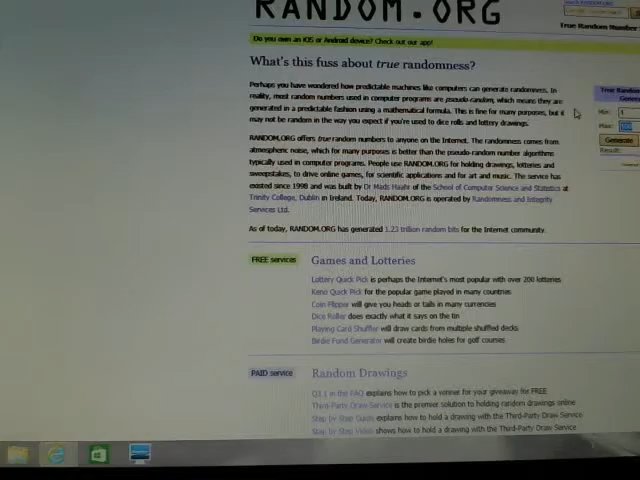 RANDOM.ORG
True Random Number
Do you own an iOS or Android device? Check out our app!
What's this fuss about true randomness?
Perhaps you have wondered how predictable machines like computers can generate randomness. In
reality, most random numbers used in computer programs are pseudo-random, which means they are
generated in a predictable fashion using a mathematical formula. This is fine for many purposes, but it
may not be random in the way you expect if you're used to dice rolls and lottery drawings.
RANDOM.ORG offers true random numbers to anyone on the Internet. The randomness comes from
atmospheric noise, which for many purposes is better than the pseudo-random number algorithms
typically used in computer programs. People use RANDOM.ORG for holding drawings, lotteries and
sweepstakes, to drive online games, for scientific applications and for art and music. The service has
existed since 1998 and was built by Dr Mads Haahr of the School of Computer Science and Statistics at
Trinity College, Dublin in Ireland. Today, RANDOM.ORG is operated by Randomness and Integrity
Services Ltd.
As of today, RANDOM.ORG has generated 1.23 trillion random bits for the Internet community.
True Random
Min: 1
Max:
Generate
Result:
FREE services
Games and Lotteries
Lottery Quick Pick is perhaps the Internet's most popular with over 200 lotteries
Keno Quick Pick for the popular game played in many countries
Coin Flipper will give you heads or tails in many currencies
Dice Roller does exactly what it says on the tin
Playing Card Shuffler will draw cards from multiple shuffled decks
Birdie Fund Generator will create birdie holes for golf courses
PAID service
Random Drawings
Q3.1 in the FAQ explains how to pick a winner for your giveaway for FREE
Third-Party Draw Service is the premier solution to holding random drawings online
Step by Step Guide explains how to hold a drawing with the Third-Party Draw Service
Step by Step Video shows how to hold a drawing with the Third-Party Draw Service